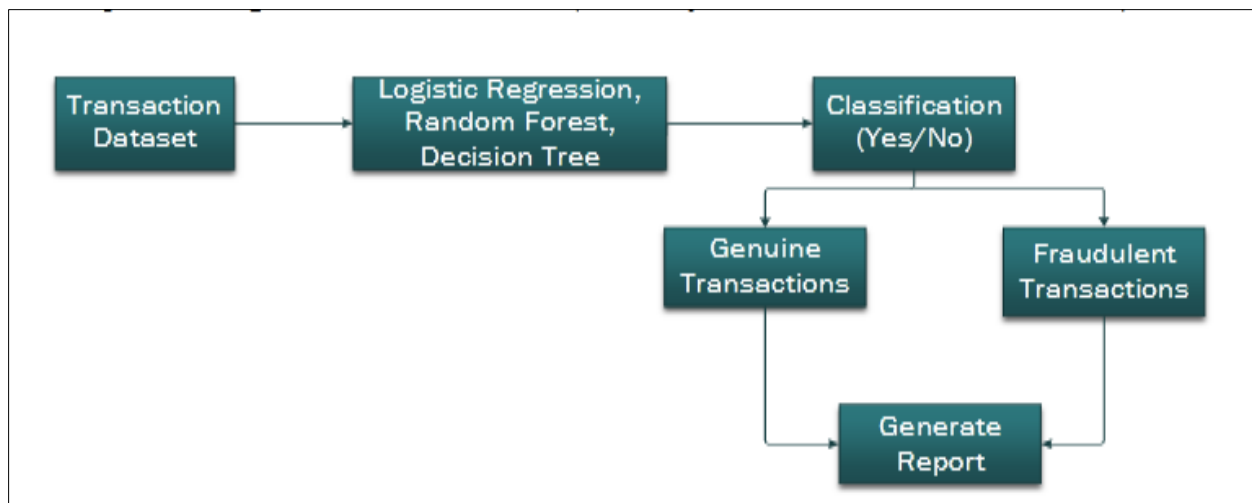 Transaction
Dataset
Logistic Regression,
Random Forest,
Decision Tree
Classification
(Yes/No)
Genuine
Transactions
Fraudulent
Transactions
Generate
Report